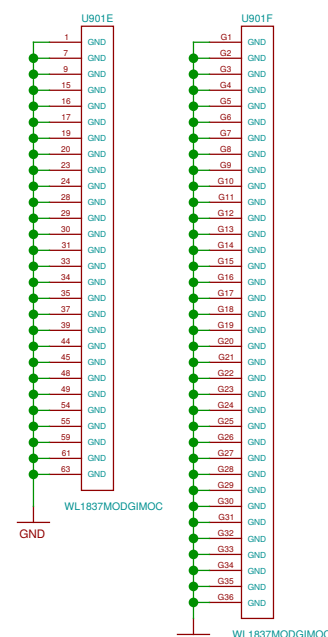 U901E
1 GND
7 GND
9 GND
15 GND
16 GND
17 GND
19 GND
20 GND
23 GND
24 GND
28 GND
29 GND
30 GND
31 GND
33 GND
34 GND
35 GND
37 GND
39 GND
44 GND
45 GND
48 GND
49 GND
54 GND
55 GND
59 GND
61 GND
63 GND
WL1837MODGIMOC
GND
U901F
G1 GND
G2 GND
G3 GND
G4 GND
G5 GND
G6 GND
G7 GND
G8 GND
G9 GND
G10 GND
G11 GND
G12 GND
G13 GND
G14 GND
G15 GND
G16 GND
G17 GND
G18 GND
G19 GND
G20 GND
G21 GND
G22 GND
G23 GND
G24 GND
G25 GND
G26 GND
G27 GND
G28 GND
G29 GND
G30 GND
G31 GND
G32 GND
G33 GND
G34 GND
G35 GND
G36 GND
WL1837MODGIMOC